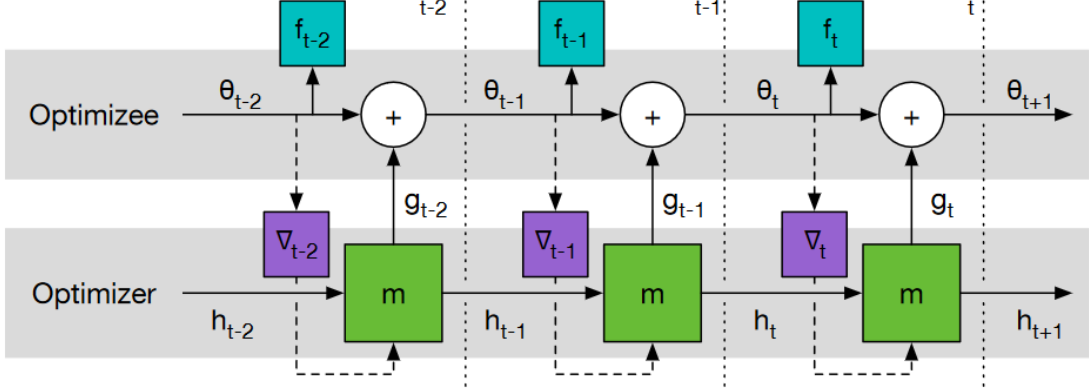 t-2 t-1 t
f_{t-2} f_{t-1} f_t
θ_{t-2} θ_{t-1} θ_t θ_{t+1}
Optimizee + + +
g_{t-2} g_{t-1} g_t
∇_{t-2} ∇_{t-1} ∇_t
Optimizer m m m
h_{t-2} h_{t-1} h_t h_{t+1}